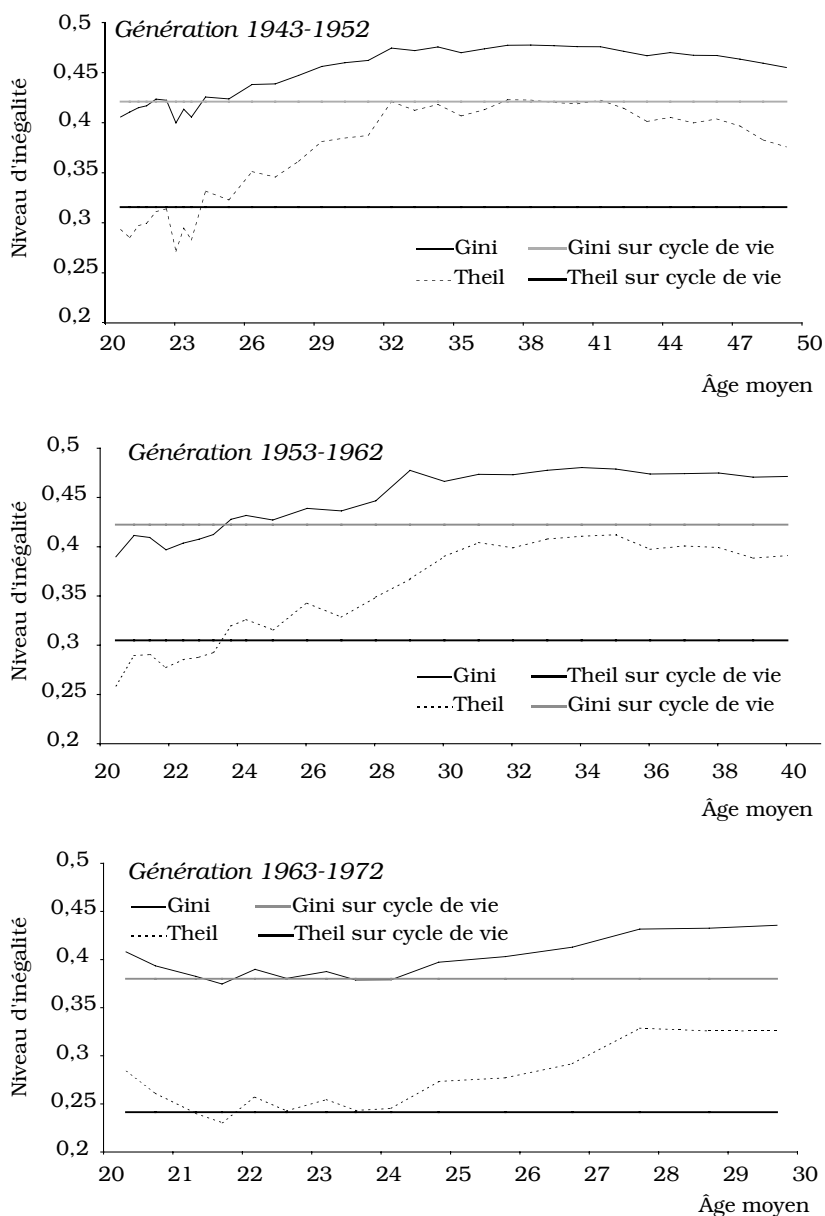 Génération 1943-1952
Niveau d'inégalité
0,5
0,45
0,4
0,35
0,3
0,25
0,2
Gini Gini sur cycle de vie
Theil Theil sur cycle de vie
20 23 26 29 32 35 38 41 44 47 50
Âge moyen
Génération 1953-1962
Niveau d'inégalité
0,5
0,45
0,4
0,35
0,3
0,25
0,2
Gini Theil sur cycle de vie
Theil Gini sur cycle de vie
20 22 24 26 28 30 32 34 36 38 40
Âge moyen
Génération 1963-1972
Niveau d'inégalité
0,5
0,45
0,4
0,35
0,3
0,25
0,2
Gini Gini sur cycle de vie
Theil Theil sur cycle de vie
20 21 22 23 24 25 26 27 28 29 30
Âge moyen